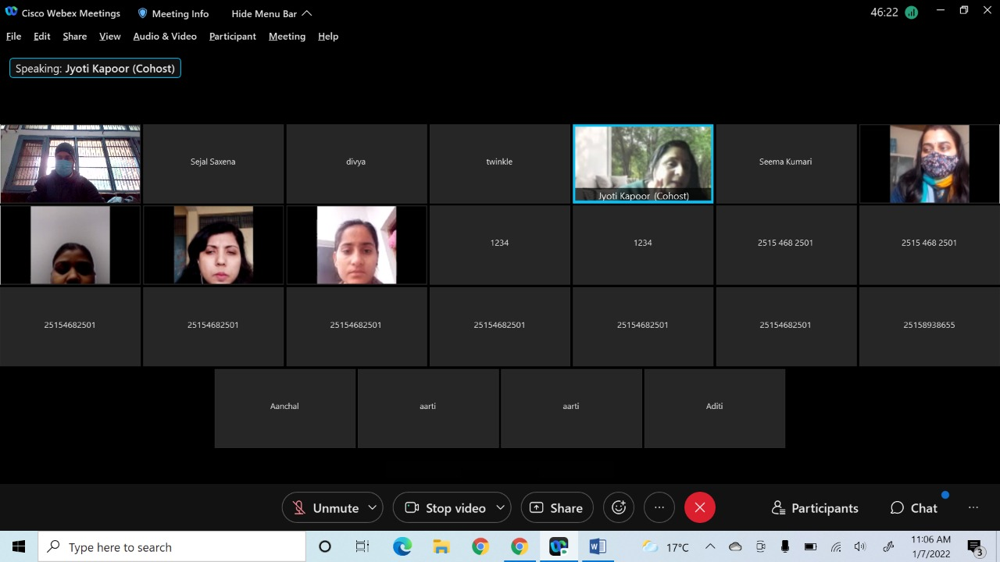 Cisco Webex Meetings Meeting Info Hide Menu Bar 46:22
File Edit Share View Audio & Video Participant Meeting Help
Speaking: Jyoti Kapoor (Cohost)
Sejal Saxena divya twinkle Jyoti Kapoor (Cohost) Seema Kumari
1234 1234 2515 468 2501 2515 468 2501
25154682501 25154682501 25154682501 25154682501 25154682501 25154682501 25158938655
Aanchal aarti aarti Aditi
Unmute Stop video Share Participants Chat
Type here to search 17°C 11:06 AM
1/7/2022 3